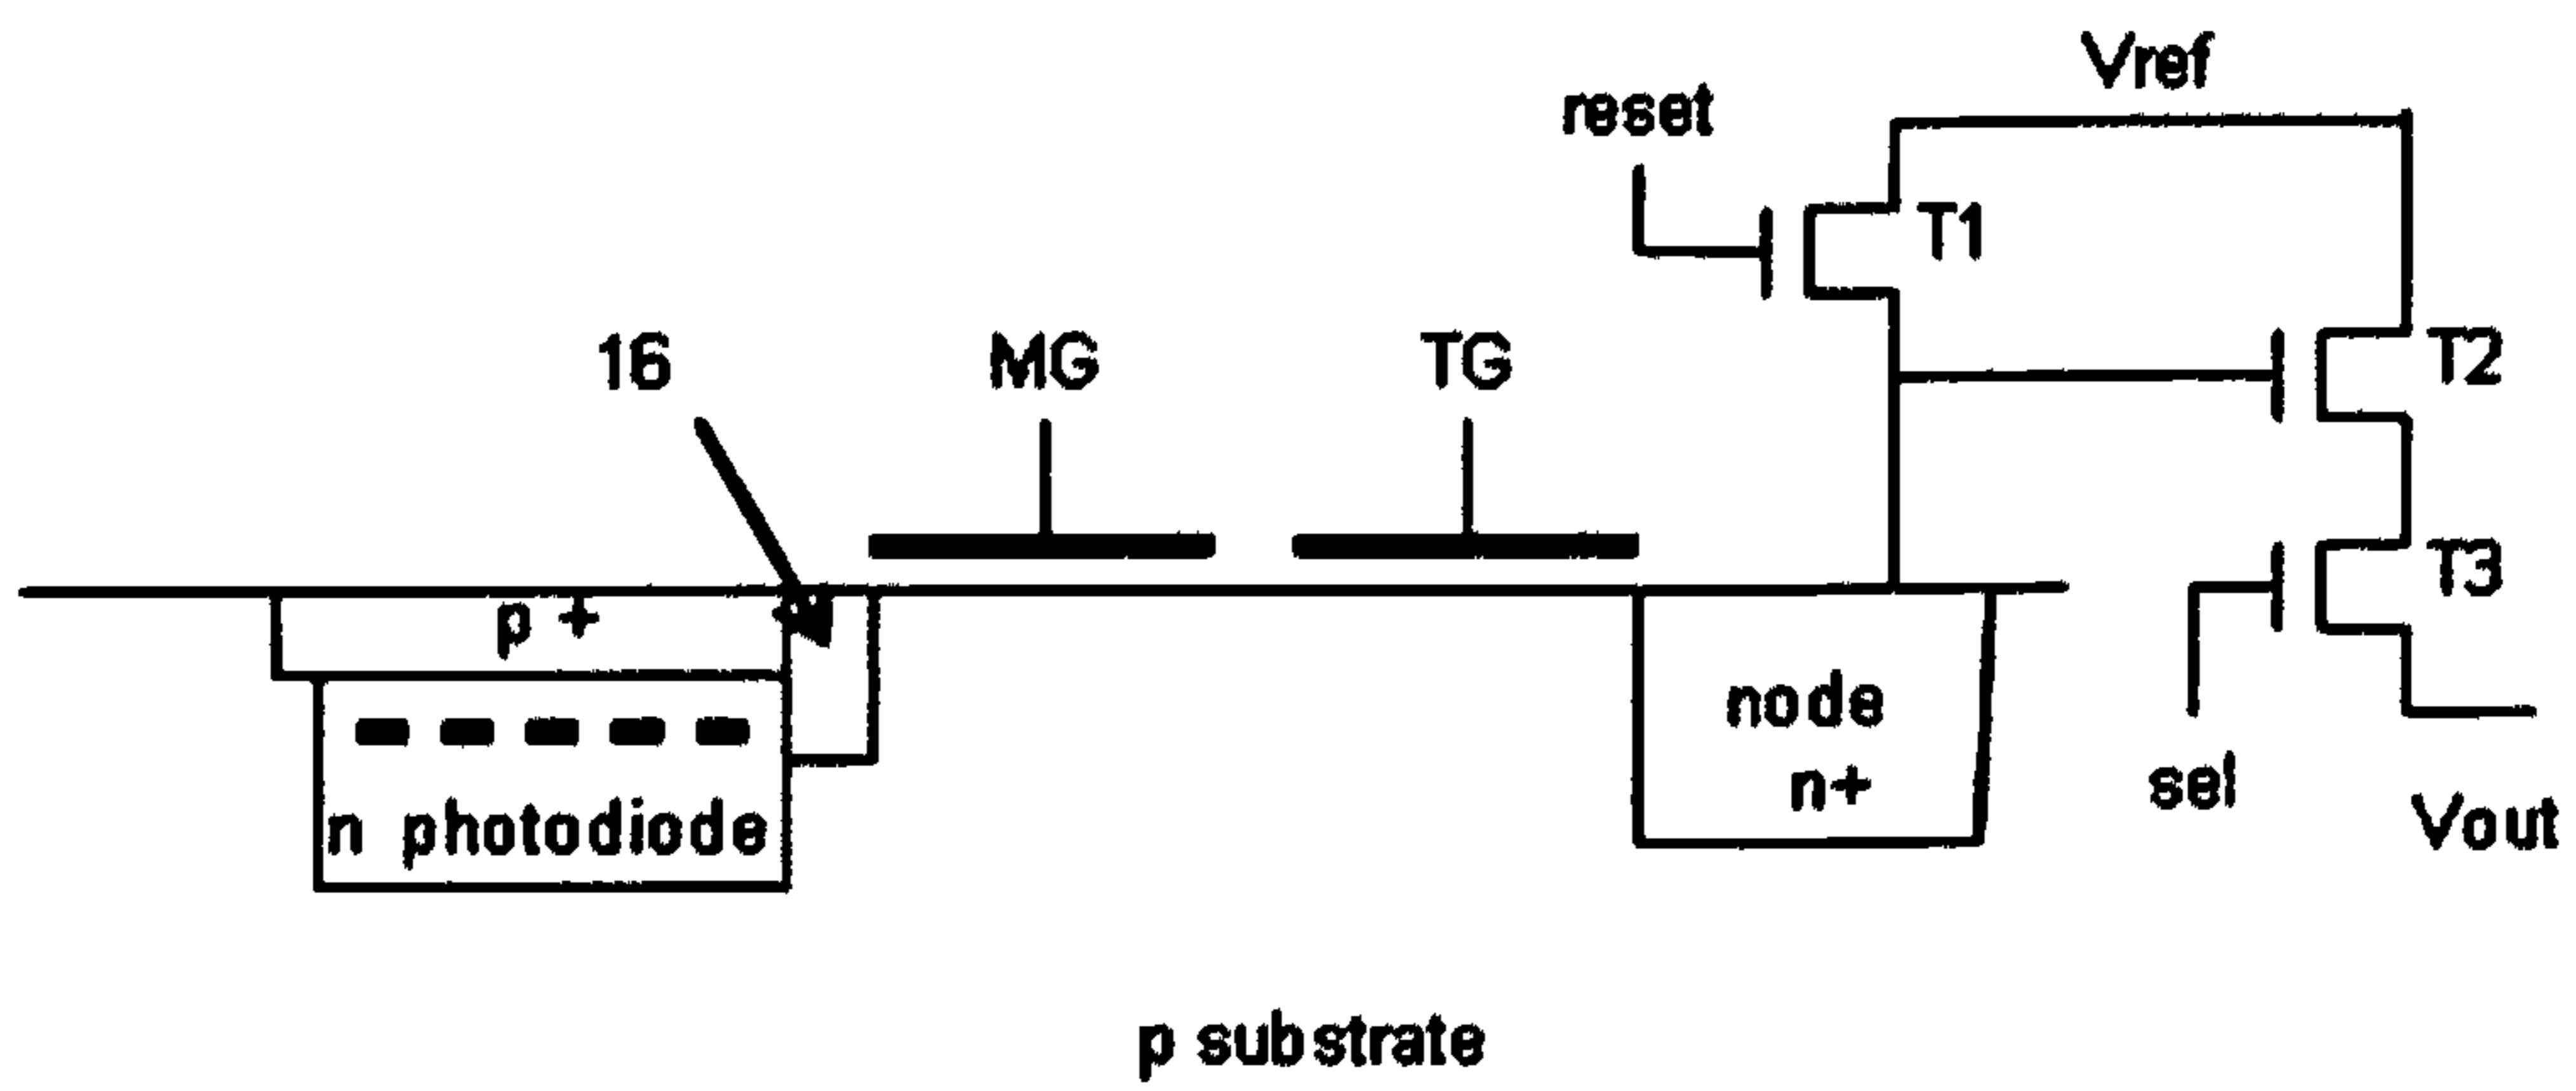 Vref
reset
T1
16
MG
TG
T2
T3
p +
node
n+
sel
n photodiode
Vout
p substrate